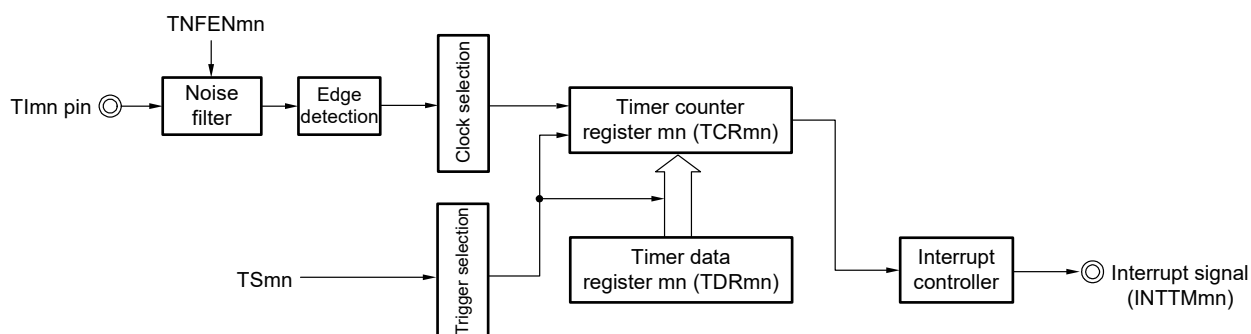 TNFENmn
TImn pin
Noise
filter
Edge
detection
Clock selection
Timer counter
register mn (TCRmn)
TSmn
Trigger selection
Timer data
register mn (TDRmn)
Interrupt
controller
Interrupt signal
(INTTMmn)